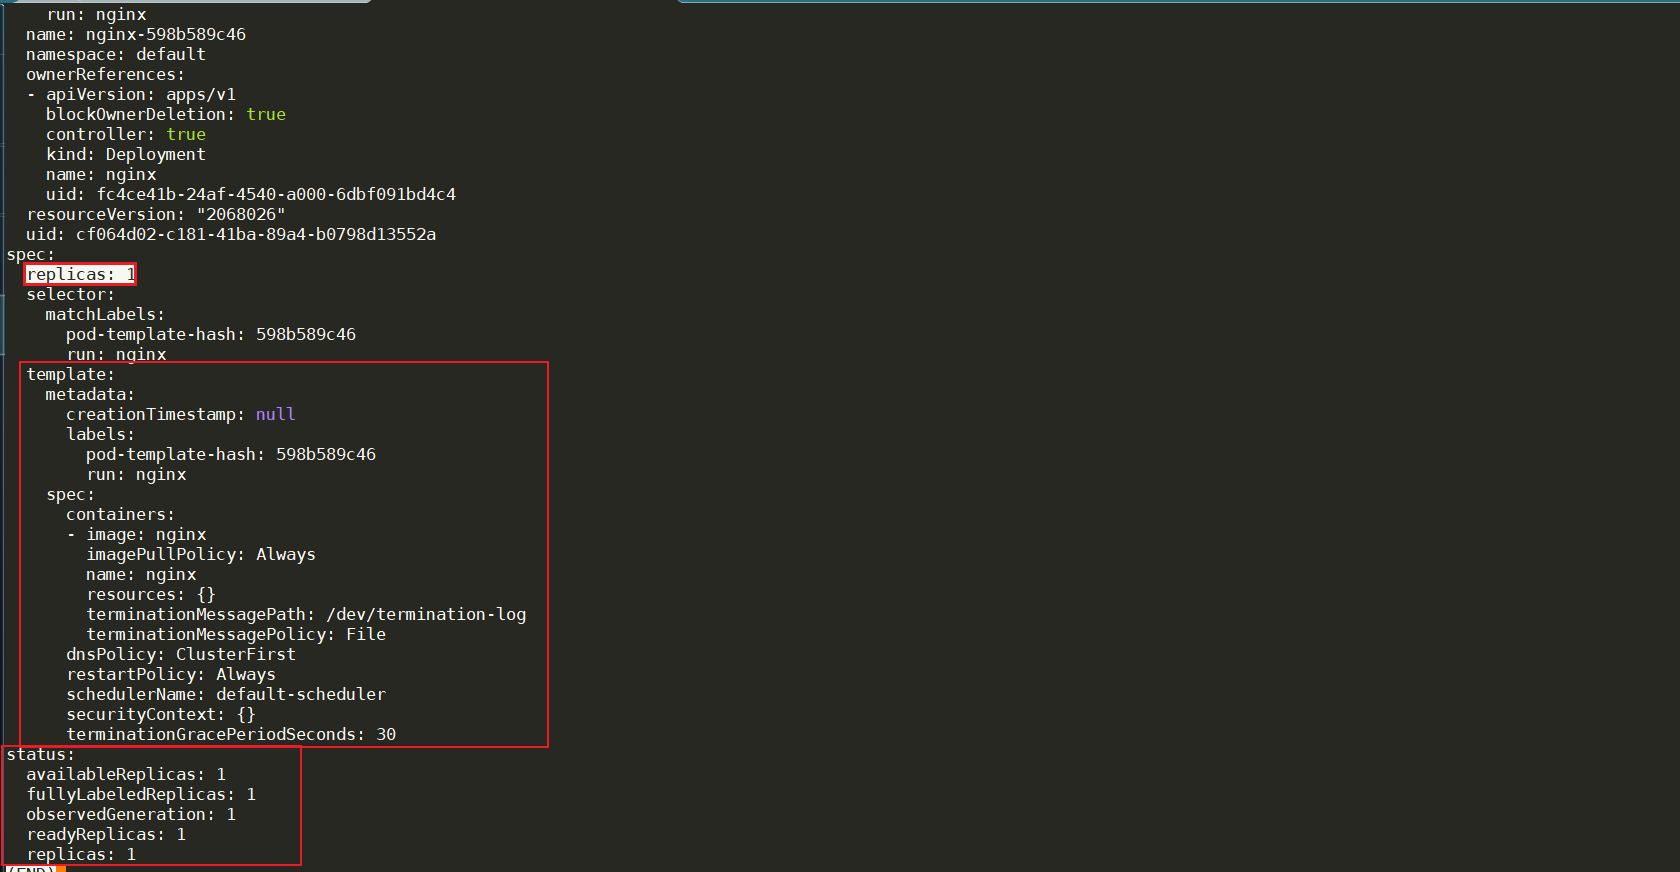 run: nginx
  name: nginx-598b589c46
  namespace: default
  ownerReferences:
  - apiVersion: apps/v1
    blockOwnerDeletion: true
    controller: true
    kind: Deployment
    name: nginx
    uid: fc4ce41b-24af-4540-a000-6dbf091bd4c4
  resourceVersion: "2068026"
  uid: cf064d02-c181-41ba-89a4-b0798d13552a
spec:
  replicas: 1
  selector:
    matchLabels:
      pod-template-hash: 598b589c46
      run: nginx
  template:
    metadata:
      creationTimestamp: null
      labels:
        pod-template-hash: 598b589c46
        run: nginx
    spec:
      containers:
      - image: nginx
        imagePullPolicy: Always
        name: nginx
        resources: {}
        terminationMessagePath: /dev/termination-log
        terminationMessagePolicy: File
      dnsPolicy: ClusterFirst
      restartPolicy: Always
      schedulerName: default-scheduler
      securityContext: {}
      terminationGracePeriodSeconds: 30
status:
  availableReplicas: 1
  fullyLabeledReplicas: 1
  observedGeneration: 1
  readyReplicas: 1
  replicas: 1
(END)